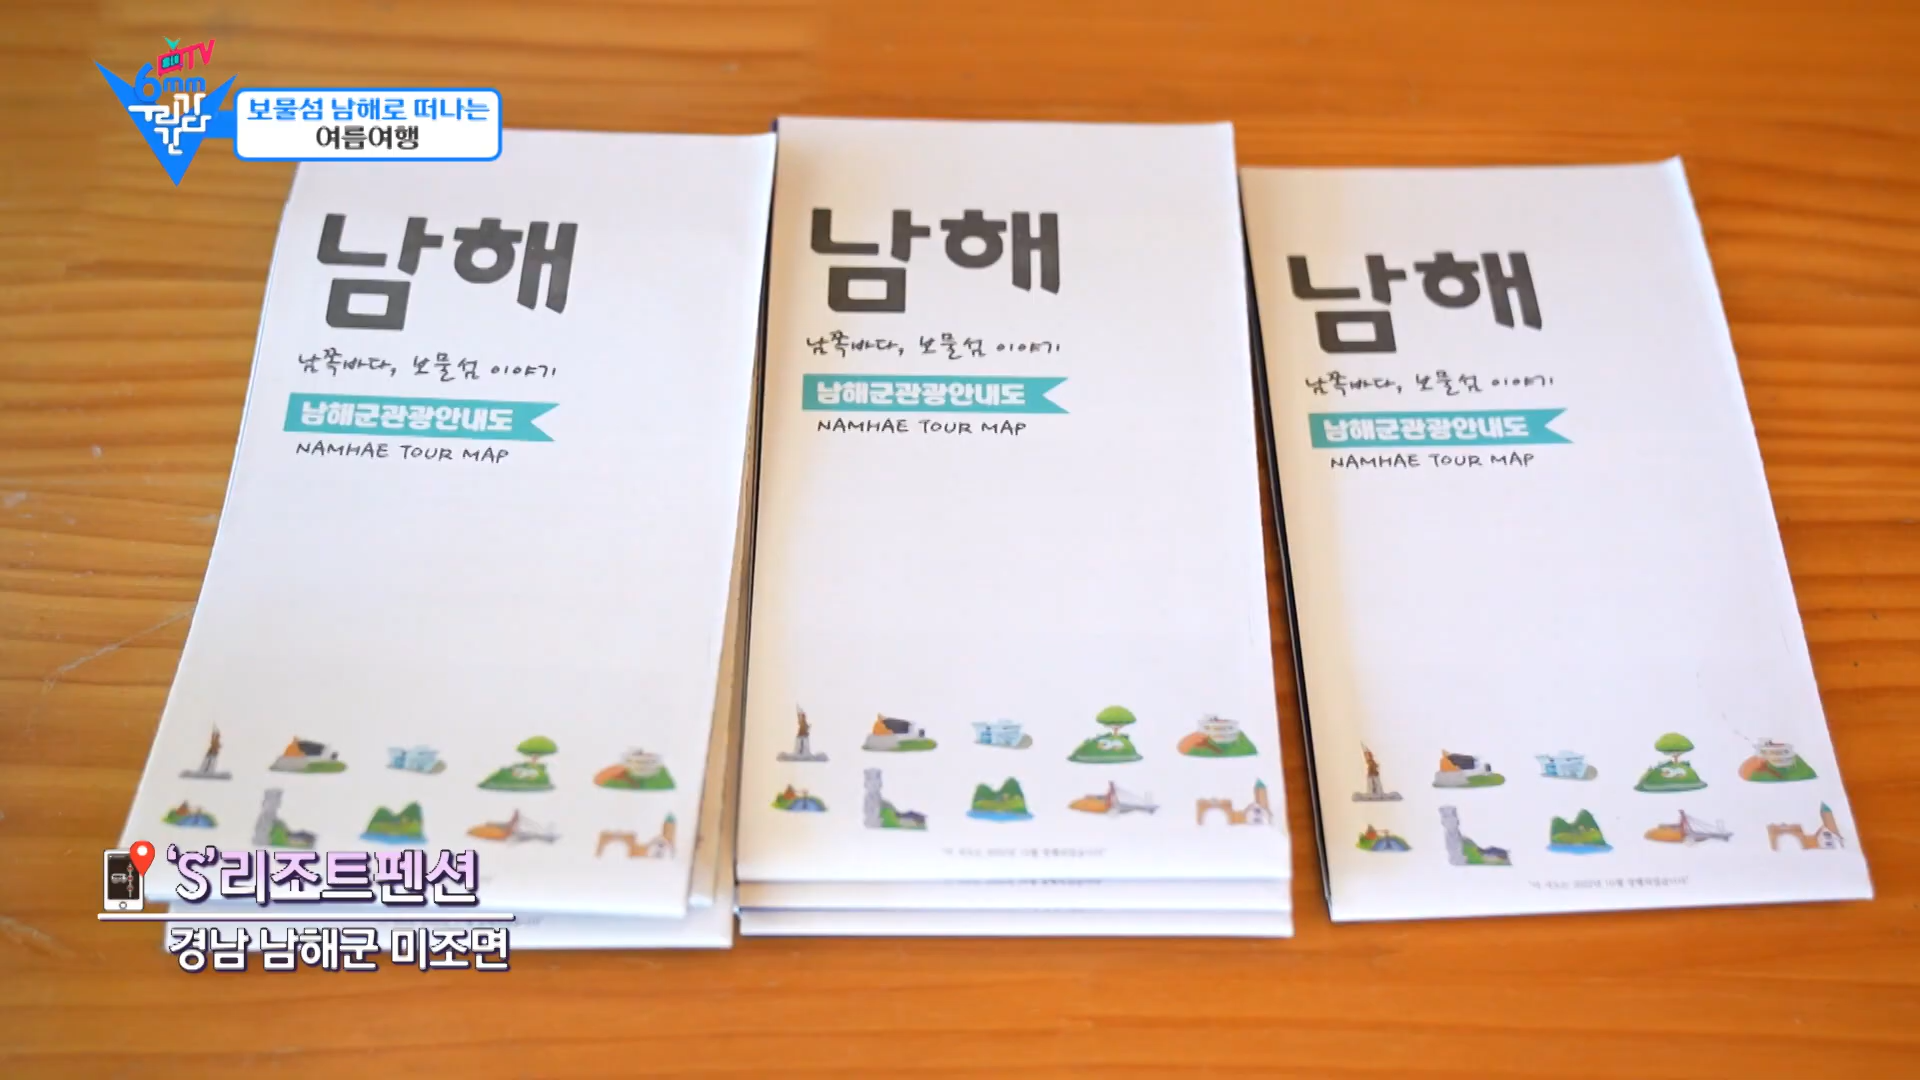 TV
6mm
우리가
간다
보물섬 남해로 떠나는
여름여행
남해
남쪽바다, 보물섬 이야기
남해군관광안내도
NAMHAE TOUR MAP
남해
남쪽바다, 보물섬 이야기
남해군관광안내도
NAMHAE TOUR MAP
남해
남쪽바다, 보물섬 이야기
남해군관광안내도
NAMHAE TOUR MAP
‘S’리조트펜션
경남 남해군 미조면